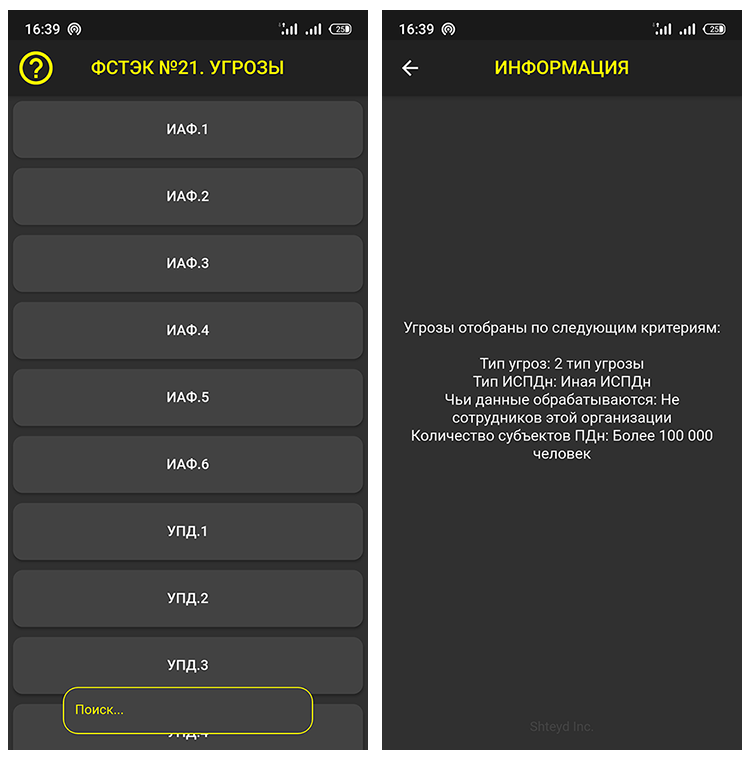 16:39
25
ФСТЭК №21. УГРОЗЫ
ИАФ.1
ИАФ.2
ИАФ.3
ИАФ.4
ИАФ.5
ИАФ.6
УПД.1
УПД.2
УПД.3
Поиск...
УПД.4
16:39
25
ИНФОРМАЦИЯ
Угрозы отобраны по следующим критериям:
Тип угроз: 2 тип угрозы
Тип ИСПДн: Иная ИСПДн
Чьи данные обрабатываются: Не
сотрудников этой организации
Количество субъектов ПДн: Более 100 000
человек
Shteyd Inc.